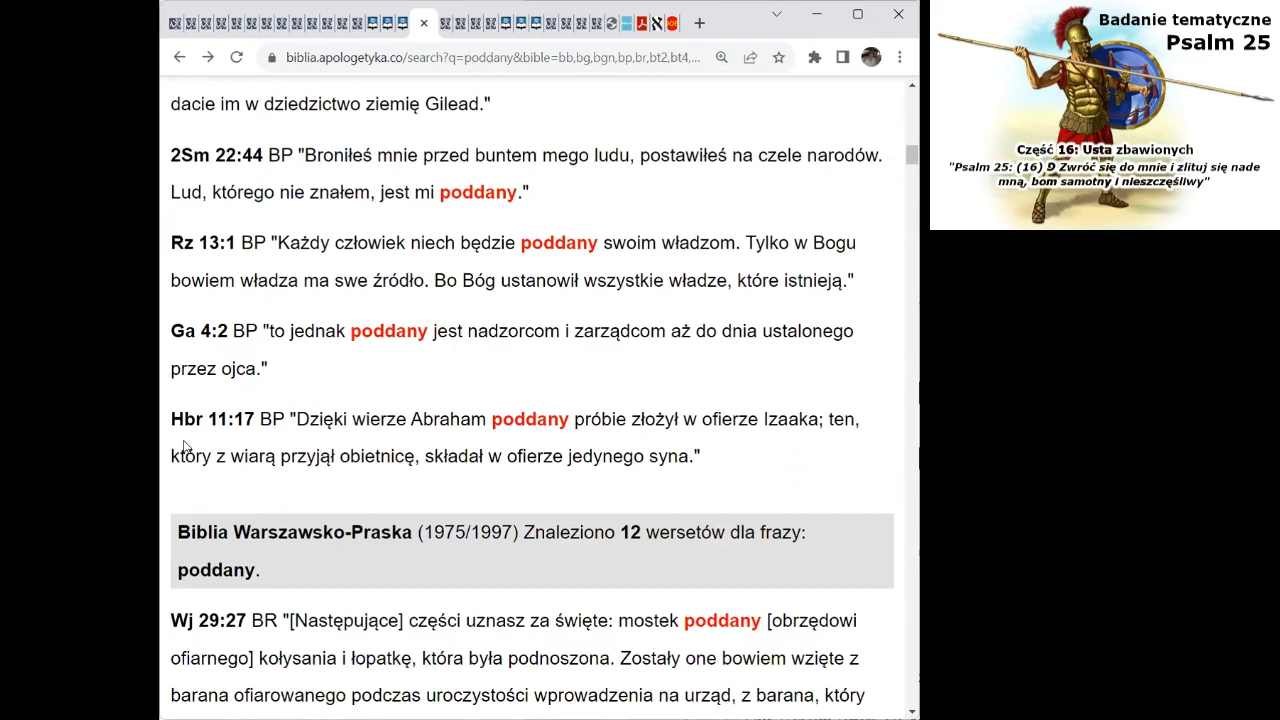 biblia.apologetyka.co/search?q=poddany&bible=bb,bg,bgn,bp,br,bt2,bt4,...
dacie im w dziedzictwo ziemię Gilead."
2Sm 22:44 BP "Broniłeś mnie przed buntem mego ludu, postawiłeś na czele narodów.
Lud, którego nie znałem, jest mi poddany."
Rz 13:1 BP "Każdy człowiek niech będzie poddany swoim władzom. Tylko w Bogu
bowiem władza ma swe źródło. Bo Bóg ustanowił wszystkie władze, które istnieją."
Ga 4:2 BP "to jednak poddany jest nadzorcom i zarządcom aż do dnia ustalonego
przez ojca."
Hbr 11:17 BP "Dzięki wierze Abraham poddany próbie złożył w ofierze Izaaka; ten,
który z wiarą przyjął obietnicę, składał w ofierze jedynego syna."
Biblia Warszawsko-Praska (1975/1997) Znaleziono 12 wersetów dla frazy:
poddany.
Wj 29:27 BR "[Następujące] części uznasz za święte: mostek poddany [obrzędowi
ofiarnego] kołysania i łopatkę, która była podnoszona. Zostały one bowiem wzięte z
barana ofiarowanego podczas uroczystości wprowadzenia na urząd, z barana, który
Badanie tematyczne
Psalm 25
Część 16: Usta zbawionych
"Psalm 25: (16) פ Zwróć się do mnie i zlituj się nade
mną, bom samotny i nieszczęśliwy"